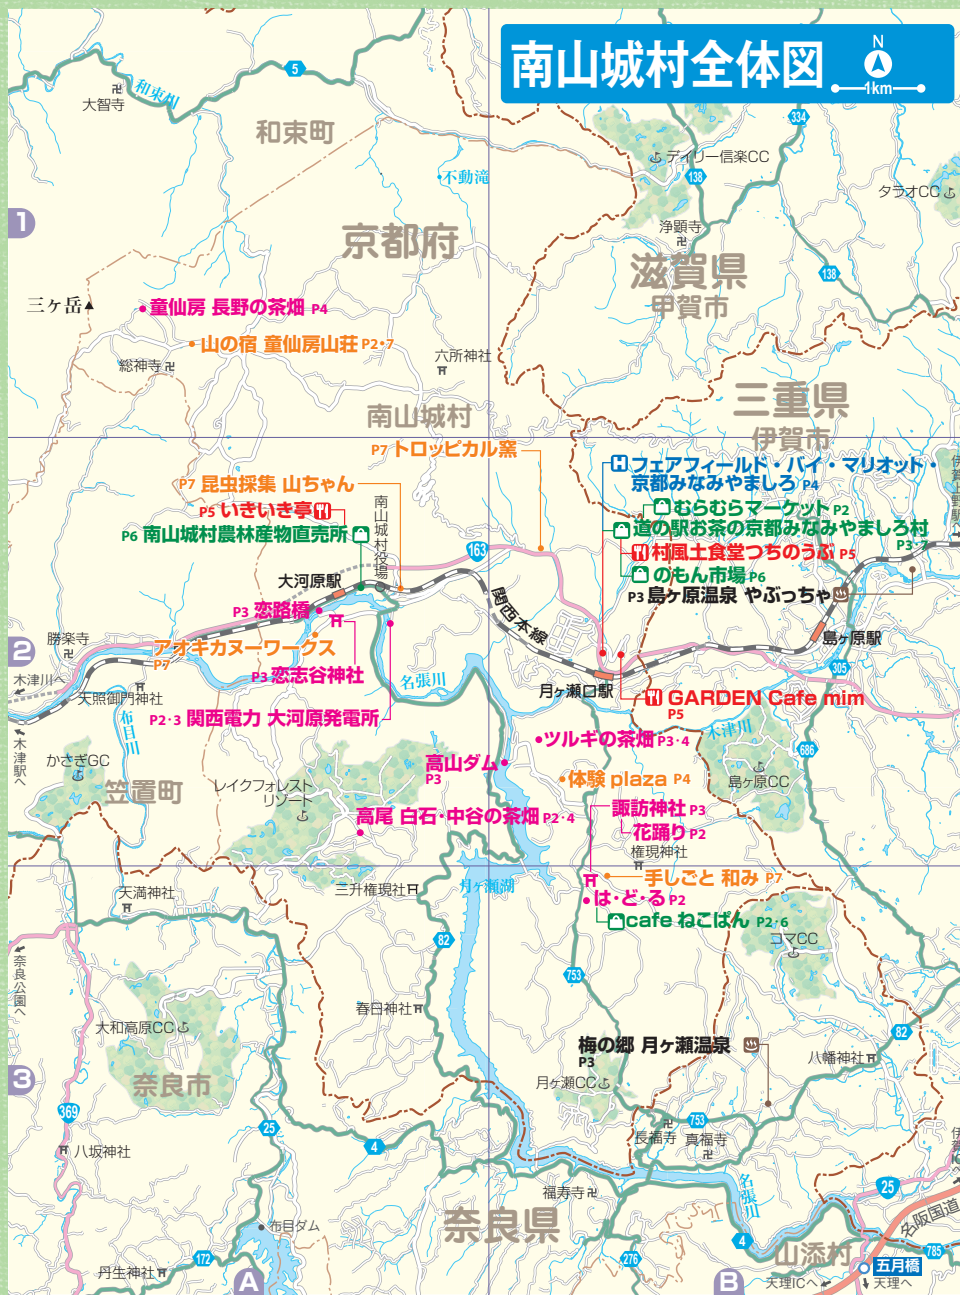 南山城村全体図
N
1km
5
和束川
大智寺
和束町
334
デイリー信楽CC
138
不動滝
タラオCC
1
浄顕寺
京都府
滋賀県
甲賀市
138
三ヶ岳
童仙房 長野の茶畑 P4
山の宿 童仙房山荘 P2・7
総神寺
六所神社
三重県
伊賀市
南山城村
P7 トロッピカル窯
フェアフィールド・バイ・マリオット・
京都みなみやましろ P4
伊賀上野駅へ
P7 昆虫採集 山ちゃん
P5 いきいき亭
南山城村役場
P6 南山城村農林産物直売所
むらむらマーケット P2
道の駅お茶の京都みなみやましろ村
P3・7
163
村風土食堂つちのうぶ P5
のもん市場 P6
大河原駅
P3 島ヶ原温泉 やぶっちゃ
関西本線
P3 恋路橋
勝楽寺
2
アオキカヌーワークス
P7
島ヶ原駅
305
木津川へ
天照御門神社
P3 恋志谷神社
名張川
月ヶ瀬口駅
GARDEN Cafe mim
P5
布目川
P2・3 関西電力 大河原発電所
木津駅へ
木津川
686
ツルギの茶畑 P3・4
かさぎGC
高山ダム
P3
体験 plaza P4
島ヶ原CC
笠置町
レイクフォレスト
リゾート
高尾 白石・中谷の茶畑 P2・4
諏訪神社 P3
花踊り P2
権現神社
手しごと 和み P7
天満神社
三升権現社
月ヶ瀬湖
は・ど・る P2
cafe ねこぱん P2・6
82
コマCC
奈良公園へ
753
春日神社
大和高原CC
82
梅の郷 月ヶ瀬温泉
P3
八幡神社
3
奈良市
月ヶ瀬CC
369
25
753
長福寺
真福寺
4
八坂神社
伊賀ICへ
福寿寺
名張川
25
奈良県
布目ダム
名阪国道
4
山添村
172
276
785
丹生神社
五月橋
A
B
天理ICへ
天理へ